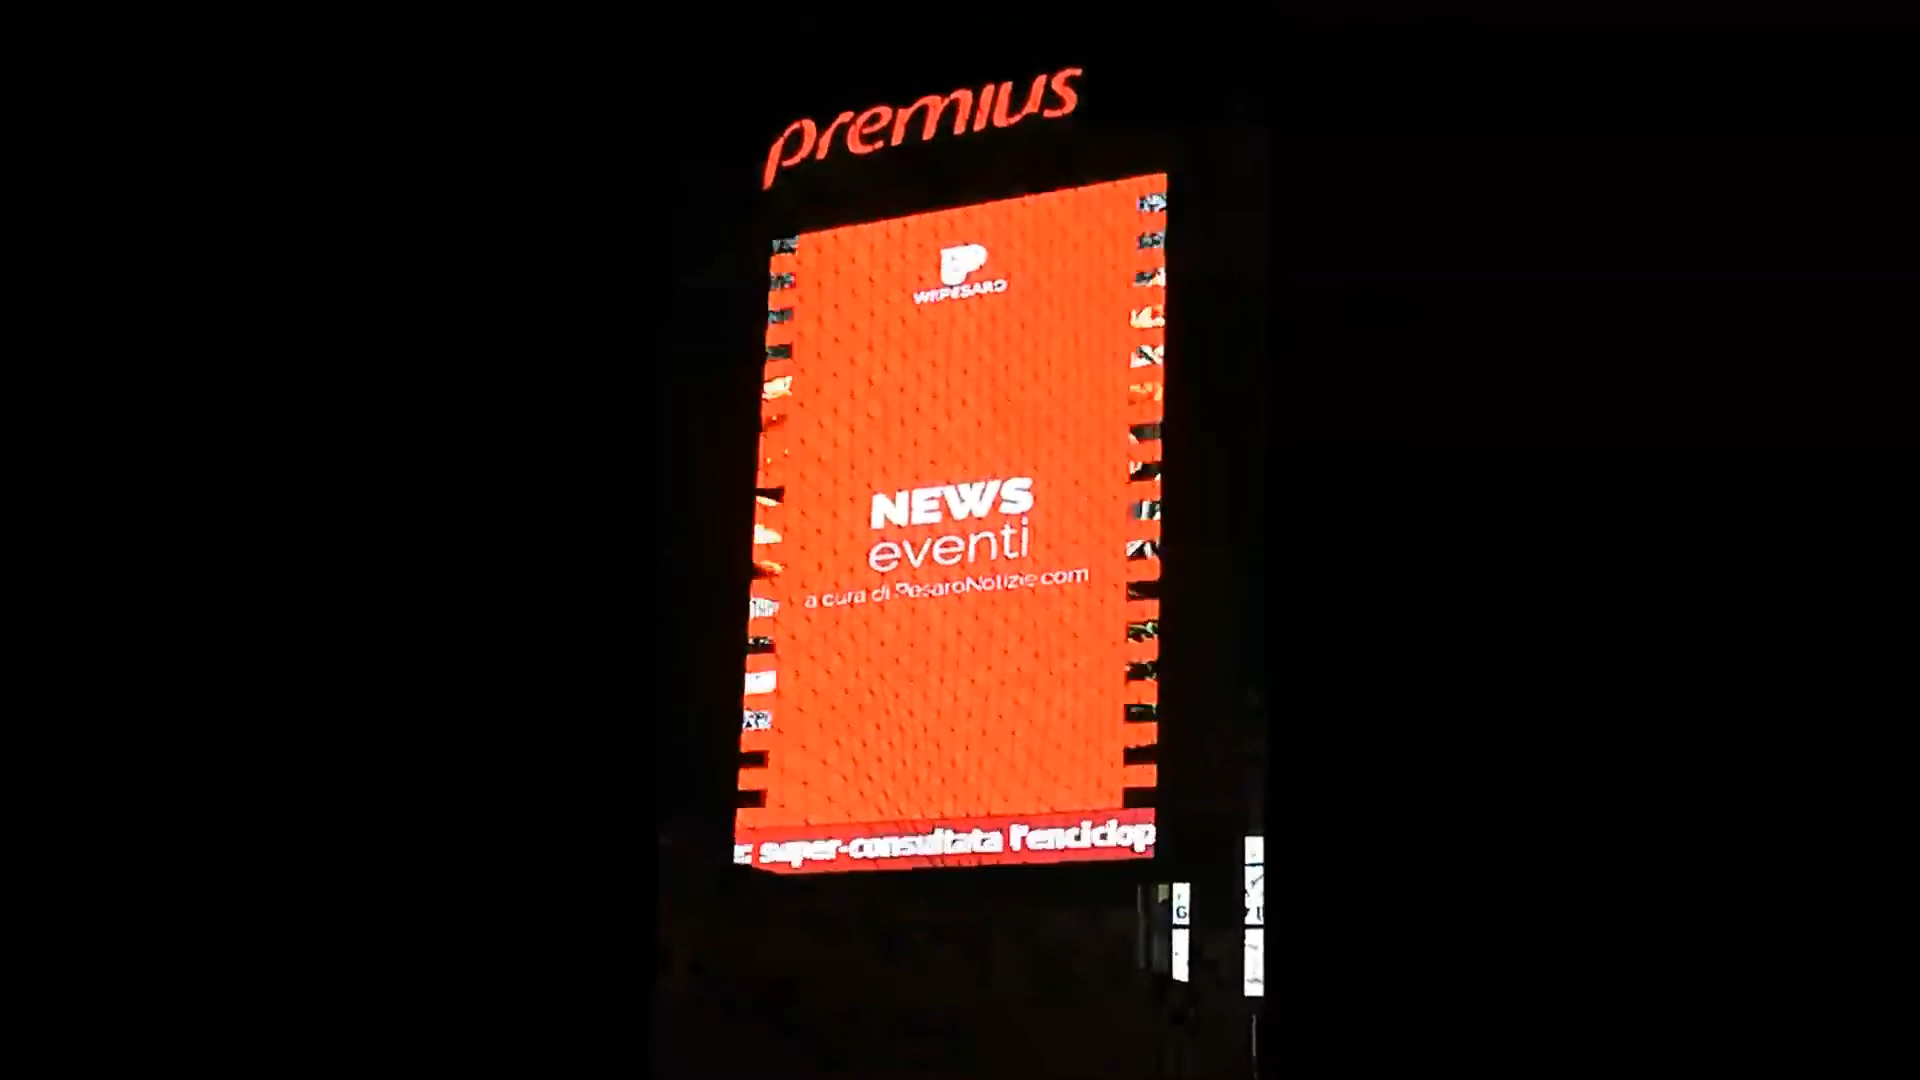 premius
WEPESARO
NEWS
eventi
a cura di PesaroNotizie.com
super-consultata l'enciclop
G